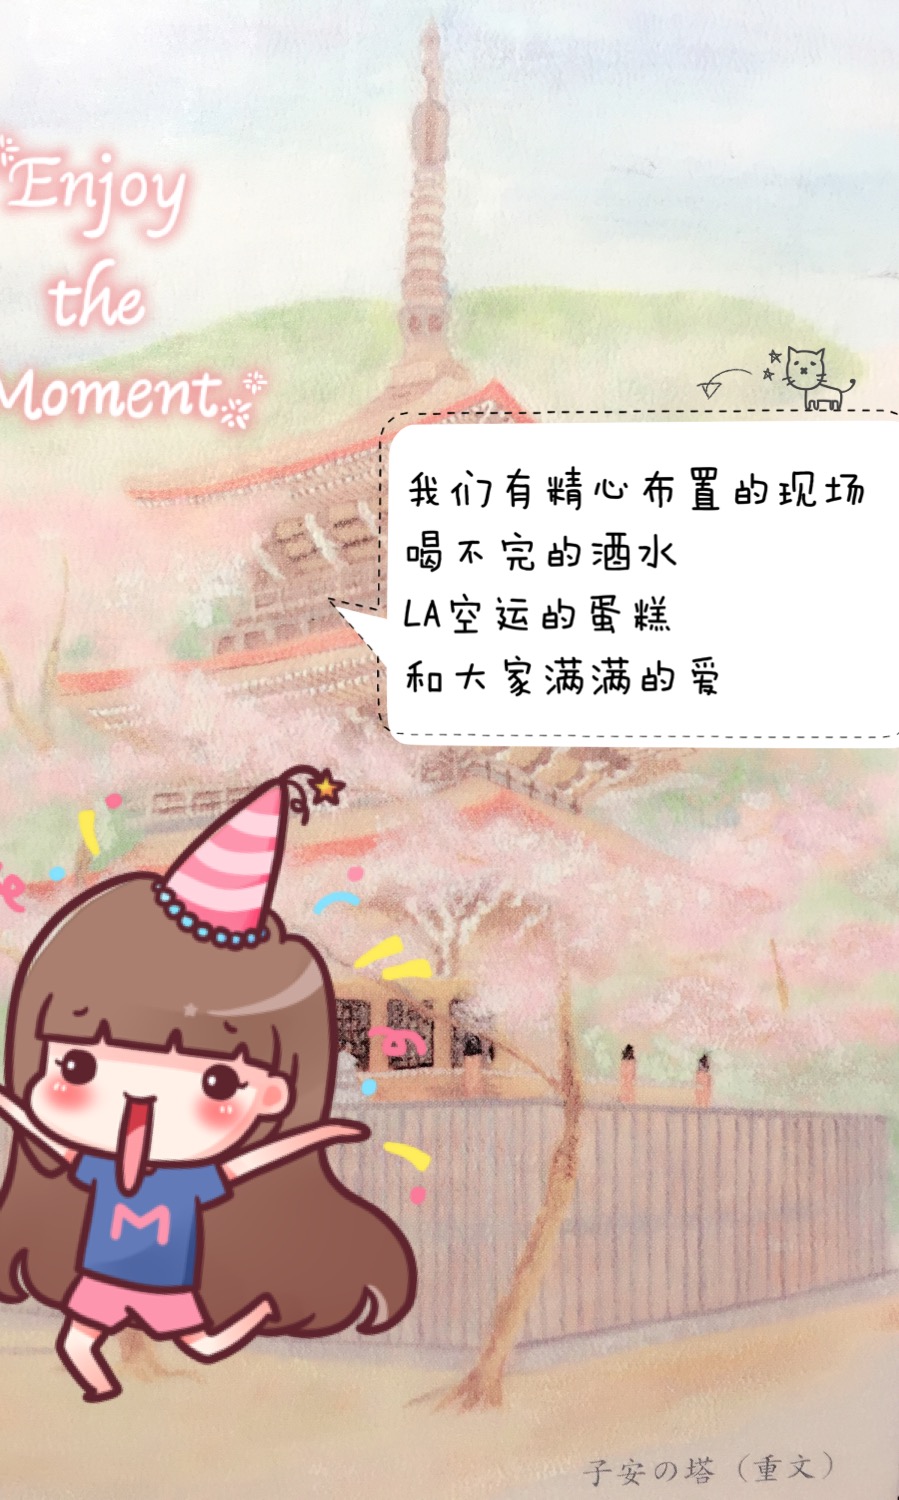 Enjoy
the
Moment
我们有精心布置的现场
喝不完的酒水
LA空运的蛋糕
和大家满满的爱
M
子安の塔（重文）